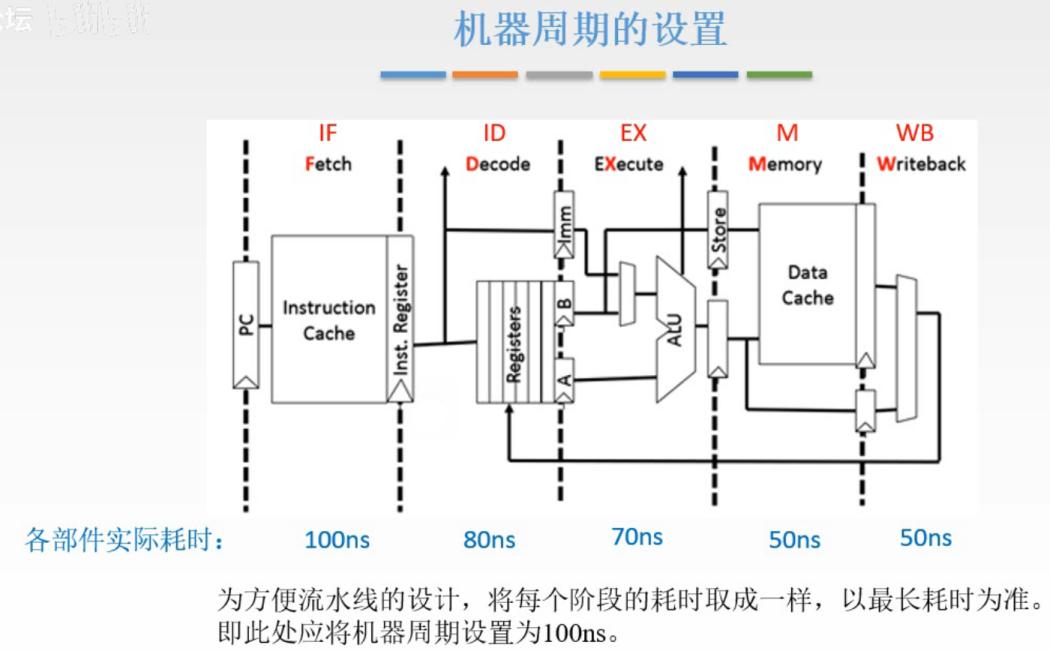 坛
机器周期的设置
IF ID EX M WB
Fetch Decode EXecute Memory Writeback
PC
Instruction Cache
Inst. Register
Registers
Imm
B
A
ALU
Store
Data Cache
各部件实际耗时： 100ns 80ns 70ns 50ns 50ns
为方便流水线的设计，将每个阶段的耗时取成一样，以最长耗时为准。
即此处应将机器周期设置为100ns。